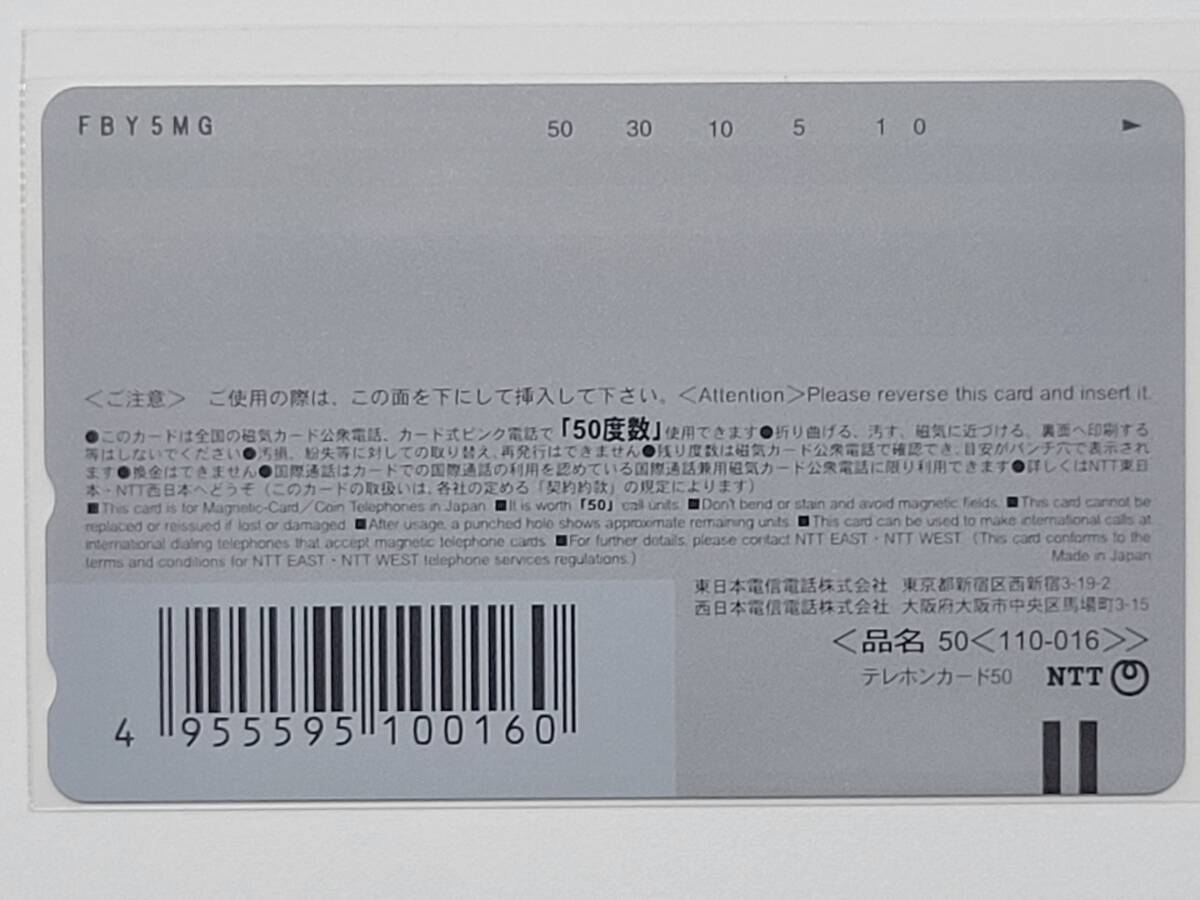 FBY5MG 50 30 10 5 1 0 ►
＜ご注意＞ ご使用の際は、この面を下にして挿入して下さい。＜Attention＞Please reverse this card and insert it.
●このカードは全国の磁気カード公衆電話、カード式ピンク電話で「50度数」使用できます●折り曲げる、汚す、磁気に近づける、裏面へ印刷する
等はしないでください●汚損、紛失等に対しての取り替え、再発行はできません●残り度数は磁気カード公衆電話で確認でき、目安がパンチ穴で表示され
ます●換金はできません●国際通話はカードでの国際通話の利用を認めている国際通話兼用磁気カード公衆電話に限り利用できます●詳しくはNTT東日
本・NTT西日本へどうぞ（このカードの取扱いは、各社の定める「契約約款」の規定によります）
■This card is for Magnetic-Card／Coin Telephones in Japan. ■It is worth「50」call units. ■Don't bend or stain and avoid magnetic fields. ■This card cannot be
replaced or reissued if lost or damaged. ■After usage, a punched hole shows approximate remaining units. ■This card can be used to make international calls at
international dialing telephones that accept magnetic telephone cards. ■For further details, please contact NTT EAST・NTT WEST（This card conforms to the
terms and conditions for NTT EAST・NTT WEST telephone services regulations.） Made in Japan
東日本電信電話株式会社 東京都新宿区西新宿3-19-2
西日本電信電話株式会社 大阪府大阪市中央区馬場町3-15
＜品名 50＜110-016＞＞
テレホンカード50 NTT
4 955595 100160